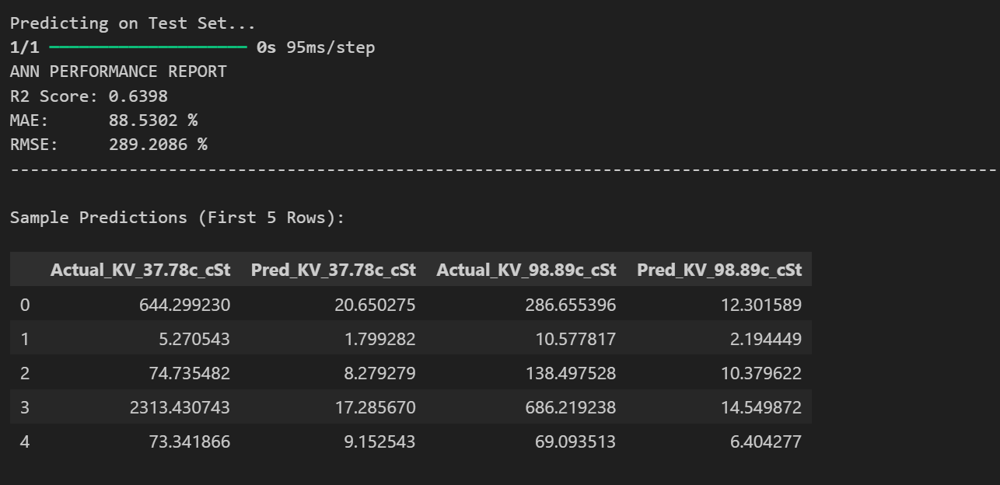 Predicting on Test Set...
1/1 ━━━━━━━━━━━━━━━━━━━━ 0s 95ms/step
ANN PERFORMANCE REPORT
R2 Score: 0.6398
MAE:      88.5302 %
RMSE:     289.2086 %
----------------------------------------------------------------------------------------------------
Sample Predictions (First 5 Rows):
Actual_KV_37.78c_cSt Pred_KV_37.78c_cSt Actual_KV_98.89c_cSt Pred_KV_98.89c_cSt
0 644.299230 20.650275 286.655396 12.301589
1 5.270543 1.799282 10.577817 2.194449
2 74.735482 8.279279 138.497528 10.379622
3 2313.430743 17.285670 686.219238 14.549872
4 73.341866 9.152543 69.093513 6.404277